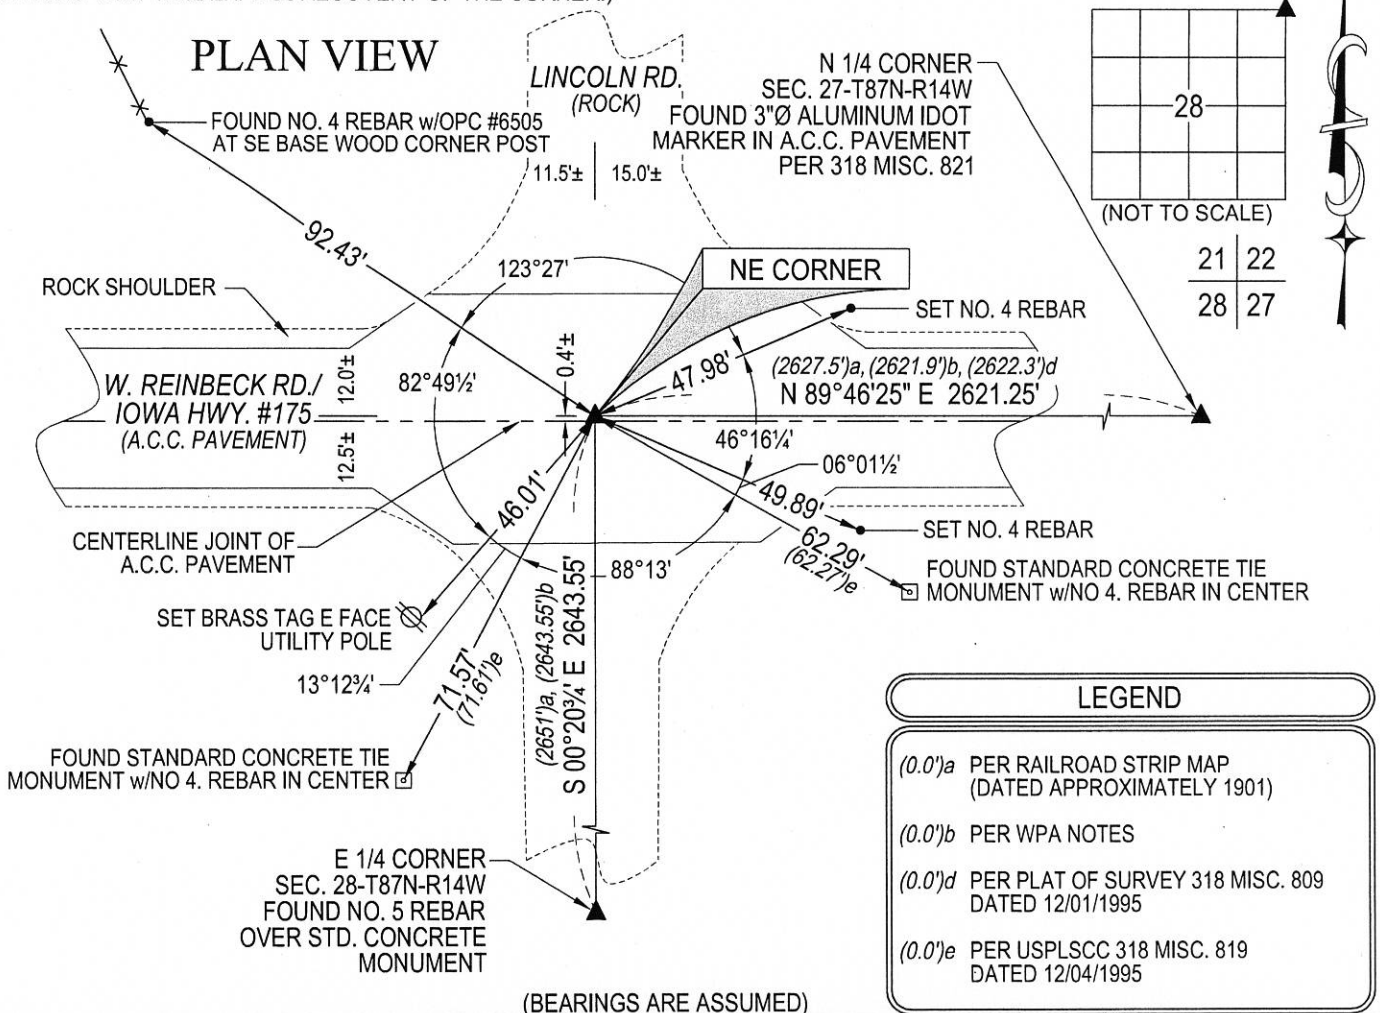 PLAN VIEW
LINCOLN RD.
(ROCK)
11.5'± 15.0'±
FOUND NO. 4 REBAR w/OPC #6505
AT SE BASE WOOD CORNER POST
N 1/4 CORNER
SEC. 27-T87N-R14W
FOUND 3"Ø ALUMINUM IDOT
MARKER IN A.C.C. PAVEMENT
PER 318 MISC. 821
28
(NOT TO SCALE)
21 22
28 27
92.43'
123°27'
NE CORNER
ROCK SHOULDER
SET NO. 4 REBAR
47.98'
0.4'±
82°49½'
12.0'±
12.5'±
W. REINBECK RD./
IOWA HWY. #175
(A.C.C. PAVEMENT)
(2627.5')a, (2621.9')b, (2622.3')d
N 89°46'25" E 2621.25'
46°16¼'
06°01½'
46.01'
49.89'
SET NO. 4 REBAR
62.29'
(62.27')e
CENTERLINE JOINT OF
A.C.C. PAVEMENT
88°13'
FOUND STANDARD CONCRETE TIE
MONUMENT w/NO 4. REBAR IN CENTER
SET BRASS TAG E FACE
UTILITY POLE
13°12¾'
71.57'
(71.61')e
(2651')a, (2643.55')b
S 00°20¾' E 2643.55'
FOUND STANDARD CONCRETE TIE
MONUMENT w/NO 4. REBAR IN CENTER
E 1/4 CORNER
SEC. 28-T87N-R14W
FOUND NO. 5 REBAR
OVER STD. CONCRETE
MONUMENT
LEGEND
(0.0')a PER RAILROAD STRIP MAP
(DATED APPROXIMATELY 1901)
(0.0')b PER WPA NOTES
(0.0')d PER PLAT OF SURVEY 318 MISC. 809
DATED 12/01/1995
(0.0')e PER USPLSCC 318 MISC. 819
DATED 12/04/1995
(BEARINGS ARE ASSUMED)